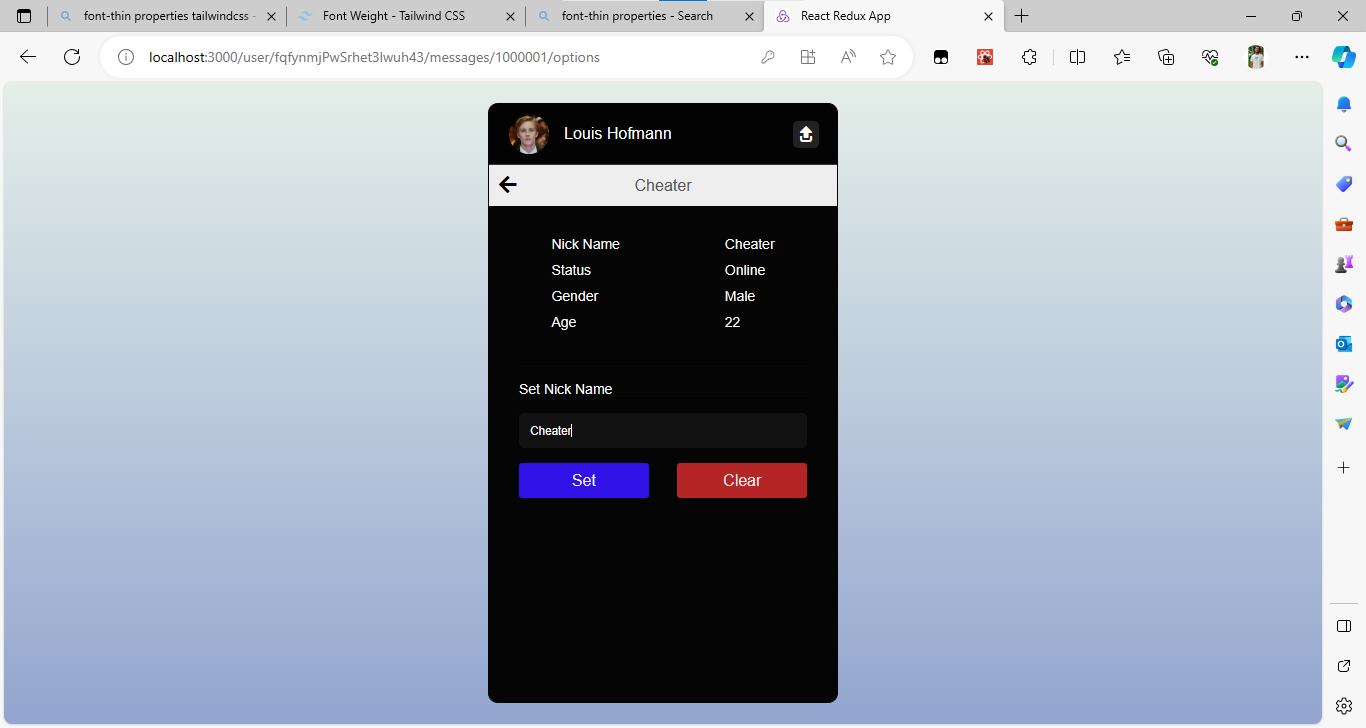 font-thin properties tailwindcss -
Font Weight - Tailwind CSS
font-thin properties - Search
React Redux App
localhost:3000/user/fqfynmjPwSrhet3lwuh43/messages/1000001/options
Louis Hofmann
Cheater
Nick Name Cheater
Status Online
Gender Male
Age 22
Set Nick Name
Cheater
Set Clear